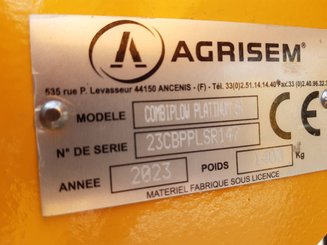 AGRISEM®
535 rue P. Levasseur 44150 ANCENIS - (F) - Tél. 33(0)2.51.14.14.40 Fax.33 (0)2.40.96.32
MODELE COMBIPLOW PLATINUM
N° DE SERIE 23CBPPLSR147
ANNEE 2023 POIDS Kg
MATERIEL FABRIQUE SOUS LICENCE
CE